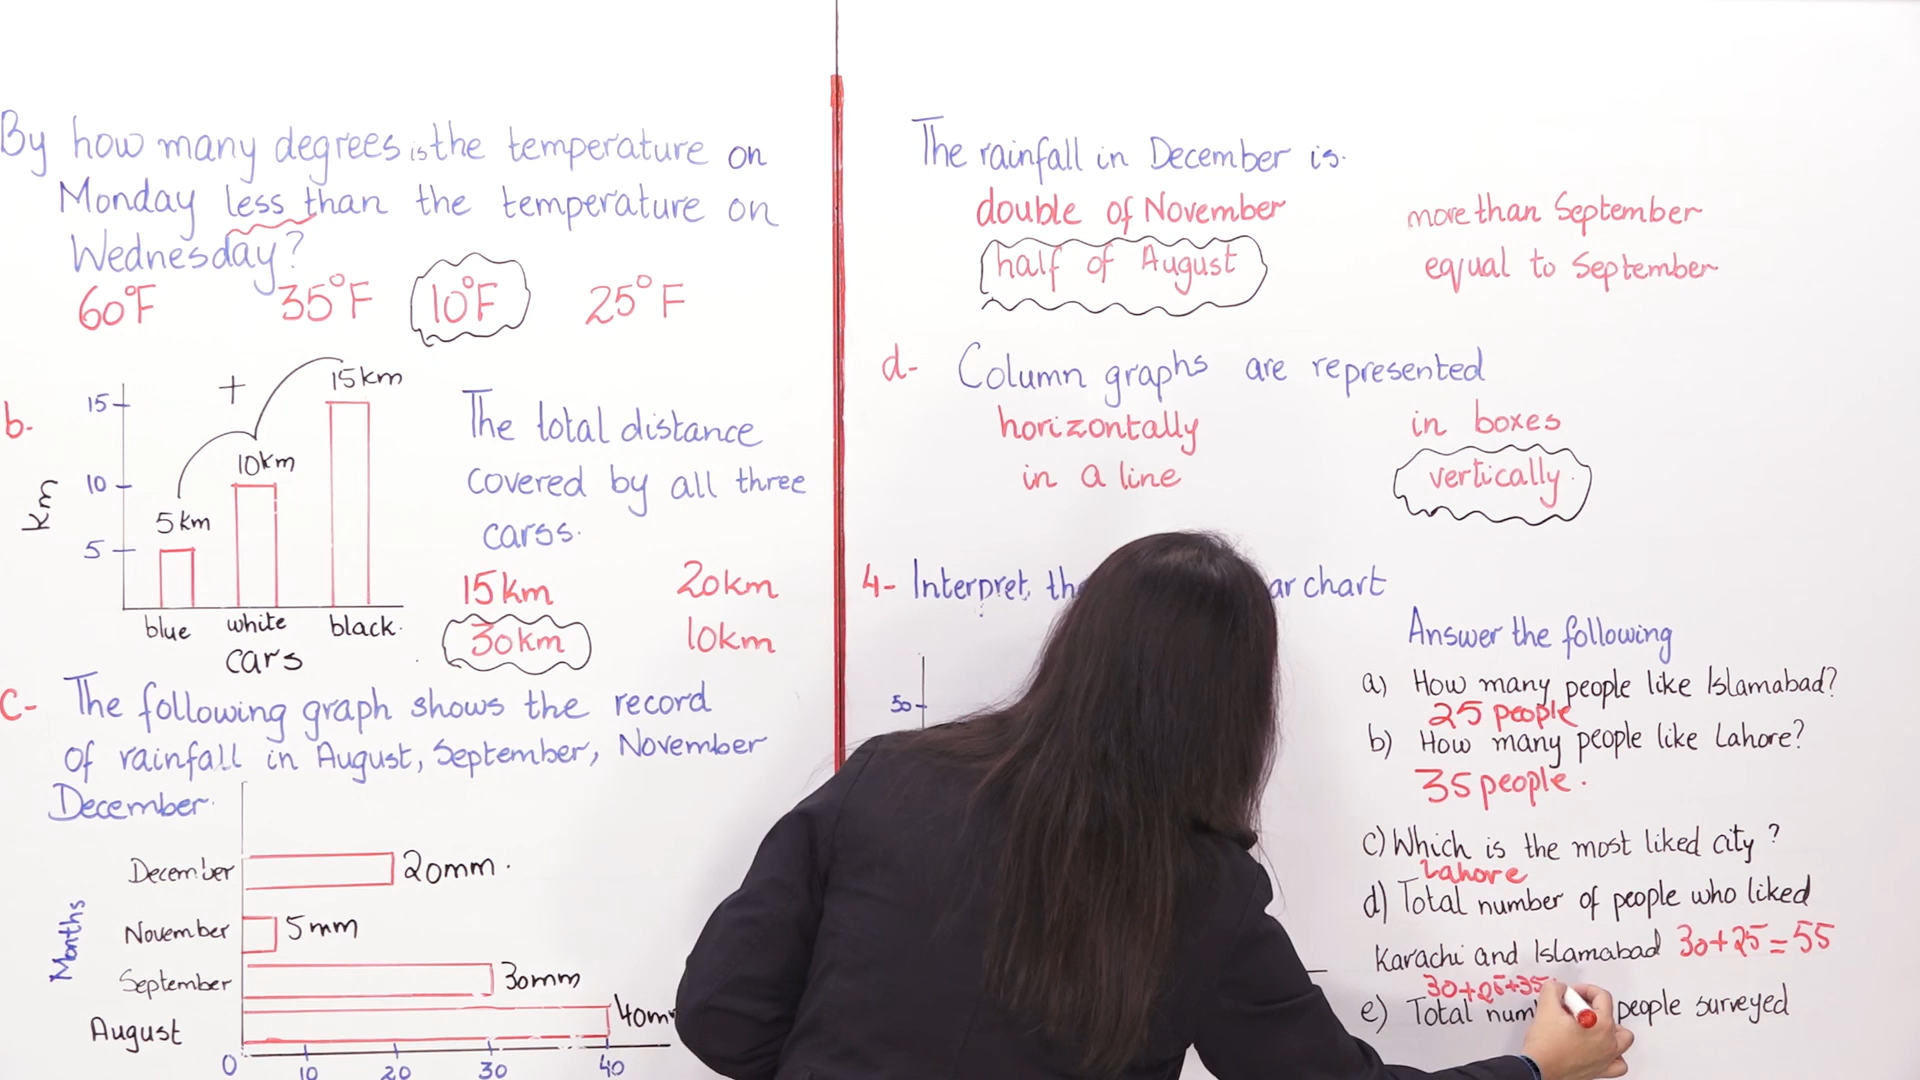 By how many degrees is the temperature on
Monday less than the temperature on
Wednesday?
60°F 35°F 10°F 25°F
b-
+
15km
15
10km
10
5km
5
km
blue white black.
cars
The total distance
covered by all three
carss.
15km 20km
30km 10km
C- The following graph shows the record
of rainfall in August, September, November
December.
Months
December 20mm.
November 5mm
September 30mm
August
0 10 20 30 40
The rainfall in December is.
double of November more than September
half of August equal to September
d- Column graphs are represented
horizontally in boxes
in a line vertically.
4- Interpret chart
50
Answer the following
a) How many people like Islamabad?
25 people
b) How many people like Lahore?
35 people.
c) Which is the most liked city?
Lahore
d) Total number of people who liked
Karachi and Islamabad 30+25=55
30+25+35
e) Total people surveyed